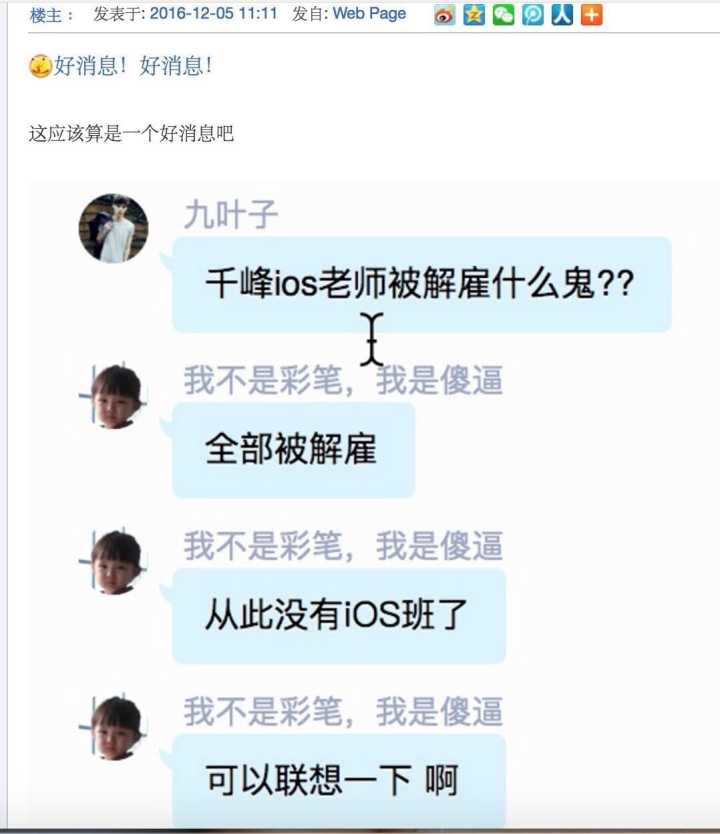 楼主： 发表于: 2016-12-05 11:11 发自: Web Page
好消息！好消息！
这应该算是一个好消息吧
九叶子
千峰ios老师被解雇什么鬼??
我不是彩笔，我是傻逼
全部被解雇
我不是彩笔，我是傻逼
从此没有iOS班了
我不是彩笔，我是傻逼
可以联想一下 啊